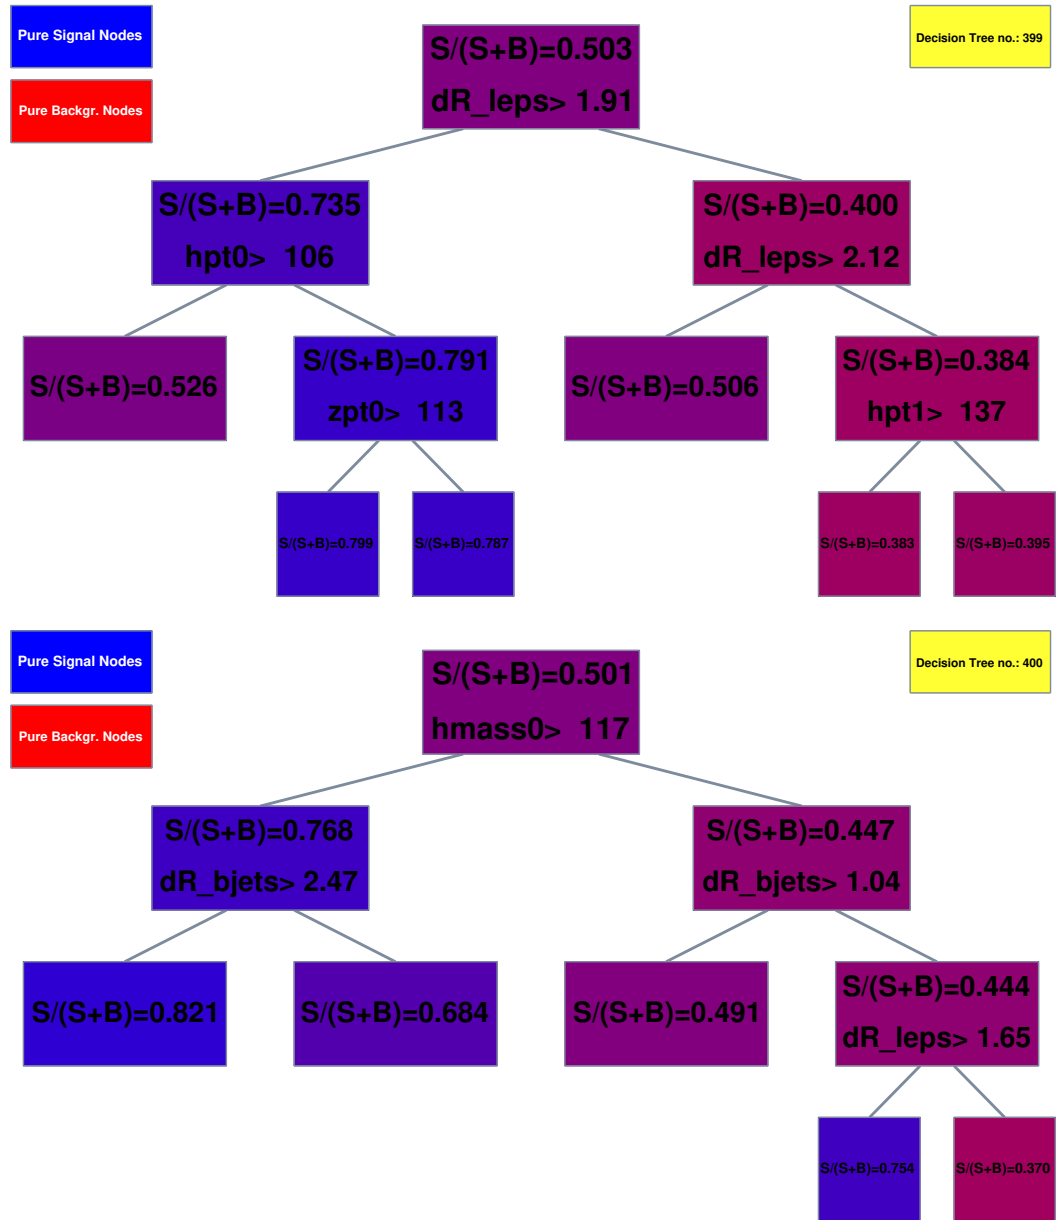 Pure Signal Nodes
Pure Backgr. Nodes
Decision Tree no.: 399
S/(S+B)=0.503
dR_leps> 1.91
S/(S+B)=0.735
hpt0>  106
S/(S+B)=0.400
dR_leps> 2.12
S/(S+B)=0.526
S/(S+B)=0.791
zpt0>  113
S/(S+B)=0.506
S/(S+B)=0.384
hpt1>  137
S/(S+B)=0.799
S/(S+B)=0.787
S/(S+B)=0.383
S/(S+B)=0.395
Pure Signal Nodes
Pure Backgr. Nodes
Decision Tree no.: 400
S/(S+B)=0.501
hmass0>  117
S/(S+B)=0.768
dR_bjets> 2.47
S/(S+B)=0.447
dR_bjets> 1.04
S/(S+B)=0.821
S/(S+B)=0.684
S/(S+B)=0.491
S/(S+B)=0.444
dR_leps> 1.65
S/(S+B)=0.754
S/(S+B)=0.370